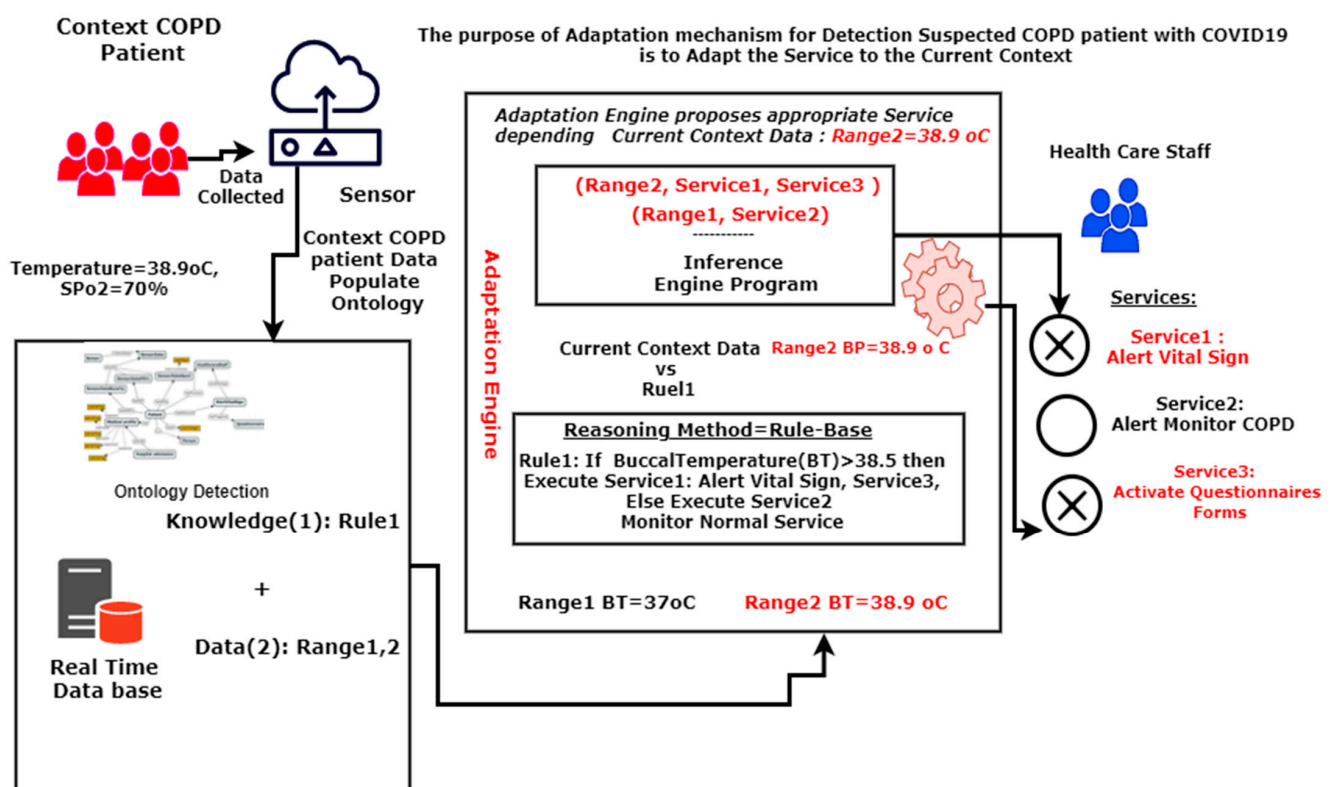 Context COPD
Patient
The purpose of Adaptation mechanism for Detection Suspected COPD patient with COVID19
is to Adapt the Service to the Current Context
Data
Collected
Sensor
Context COPD
patient Data
Populate
Ontology
Temperature=38.9oC,
SPo2=70%
Ontology Detection
Knowledge(1): Rule1
+
Data(2): Range1,2
Real Time
Data base
Adaptation Engine
Adaptation Engine proposes appropriate Service
depending Current Context Data : Range2=38.9 oC
(Range2, Service1, Service3 )
(Range1, Service2)
-----------
Inference
Engine Program
Current Context Data Range2 BP=38.9 o C
vs
Ruel1
Reasoning Method=Rule-Base
Rule1: If BuccalTemperature(BT)>38.5 then
Execute Service1: Alert Vital Sign, Service3,
Else Execute Service2
Monitor Normal Service
Range1 BT=37oC Range2 BT=38.9 oC
Health Care Staff
Services:
Service1 :
Alert Vital Sign
Service2:
Alert Monitor COPD
Service3:
Activate Questionnaires
Forms